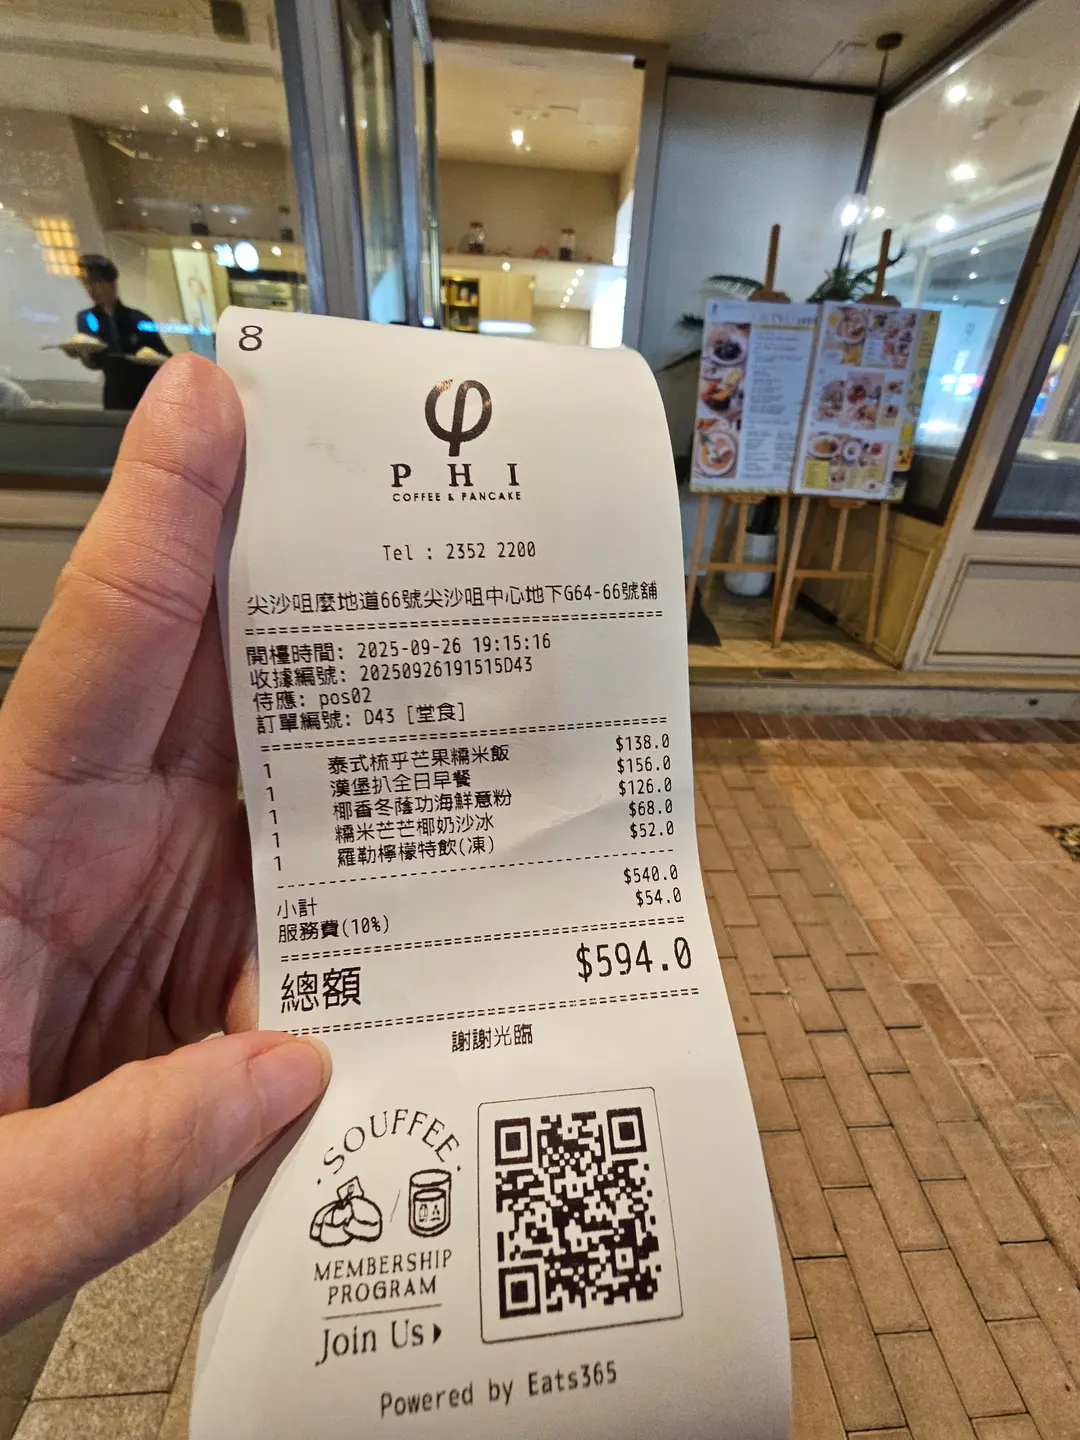 8
φ
PHI
COFFEE & PANCAKE
Tel : 2352 2200
尖沙咀麼地道66號尖沙咀中心地下G64-66號舖
開檯時間: 2025-09-26 19:15:16
收據編號: 20250926191515D43
侍應: pos02
訂單編號: D43 [堂食]
1 泰式梳乎芒果糯米飯 $138.0
1 漢堡扒全日早餐 $156.0
1 椰香冬蔭功海鮮意粉 $126.0
1 糯米芒芒椰奶沙冰 $68.0
1 羅勒檸檬特飲(凍) $52.0
小計 $540.0
服務費(10%) $54.0
總額 $594.0
謝謝光臨
SOUFFEE
MEMBERSHIP
PROGRAM
Join Us
Powered by Eats365